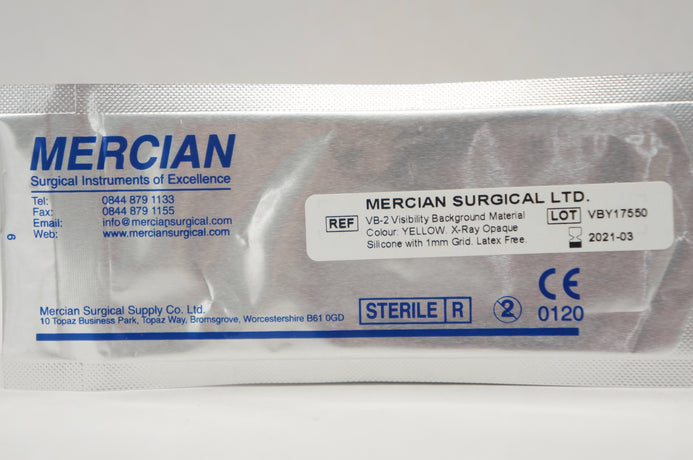 MERCIAN
Surgical Instruments of Excellence
Tel: 0844 879 1133
Fax: 0844 879 1155
Email: info@merciansurgical.com
Web: www.merciansurgical.com
MERCIAN SURGICAL LTD.
REF VB-2 Visibility Background Material
Colour: YELLOW. X-Ray Opaque
Silicone with 1mm Grid. Latex Free.
LOT VBY17550
2021-03
Mercian Surgical Supply Co. Ltd.
10 Topaz Business Park, Topaz Way, Bromsgrove, Worcestershire B61 0GD
STERILE R
2
CE
0120
9